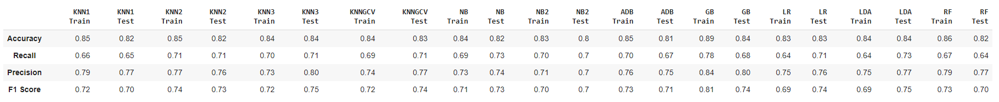 KNN1 KNN1 KNN2 KNN2 KNN3 KNN3 KNNGCV KNNGCV NB NB NB2 NB2 ADB ADB GB GB LR LR LDA LDA RF RF
Train Test Train Test Train Test Train Test Train Test Train Test Train Test Train Test Train Test Train Test Train Test
Accuracy 0.85 0.82 0.85 0.82 0.84 0.84 0.84 0.83 0.84 0.82 0.83 0.8 0.85 0.81 0.89 0.84 0.83 0.83 0.84 0.84 0.86 0.82
Recall 0.66 0.65 0.71 0.71 0.70 0.71 0.69 0.71 0.69 0.73 0.70 0.7 0.70 0.67 0.78 0.68 0.64 0.71 0.64 0.73 0.67 0.64
Precision 0.79 0.77 0.77 0.76 0.73 0.80 0.74 0.77 0.73 0.74 0.71 0.7 0.76 0.75 0.84 0.80 0.75 0.76 0.75 0.77 0.79 0.77
F1 Score 0.72 0.70 0.74 0.73 0.72 0.75 0.72 0.74 0.71 0.73 0.70 0.7 0.73 0.71 0.81 0.74 0.69 0.74 0.69 0.75 0.73 0.70